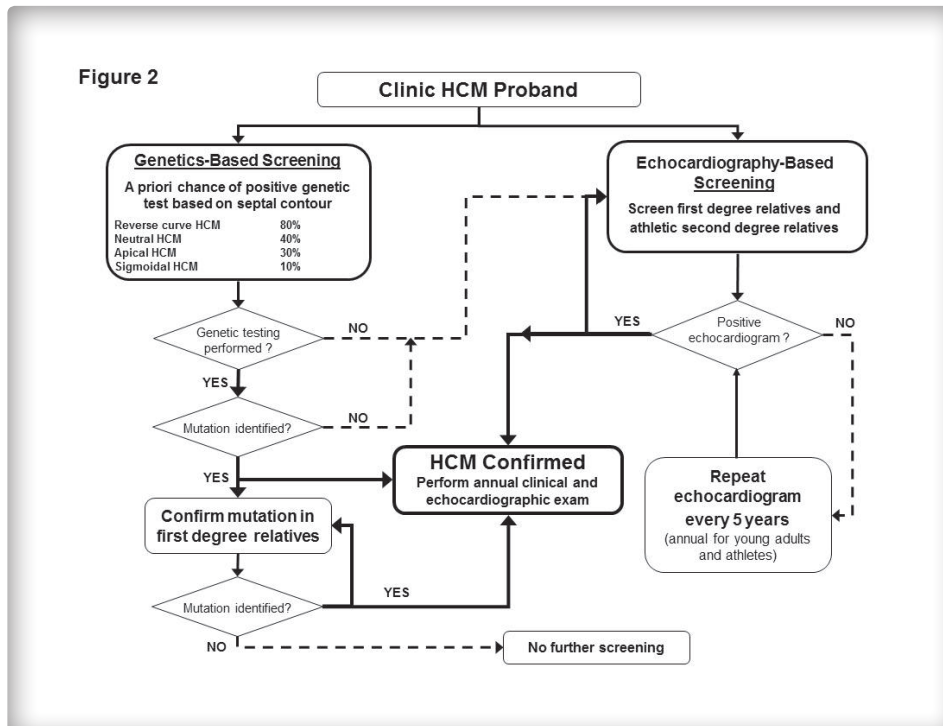 Figure 2
Clinic HCM Proband
Genetics-Based Screening
A priori chance of positive genetic
test based on septal contour
Reverse curve HCM 80%
Neutral HCM 40%
Apical HCM 30%
Sigmoidal HCM 10%
Echocardiography-Based
Screening
Screen first degree relatives and
athletic second degree relatives
Genetic testing
performed ?
NO
YES
Mutation identified?
NO
YES
Positive
echocardiogram ?
YES
NO
HCM Confirmed
Perform annual clinical and
echocardiographic exam
Repeat
echocardiogram
every 5 years
(annual for young adults
and athletes)
Confirm mutation in
first degree relatives
Mutation identified?
YES
NO
No further screening